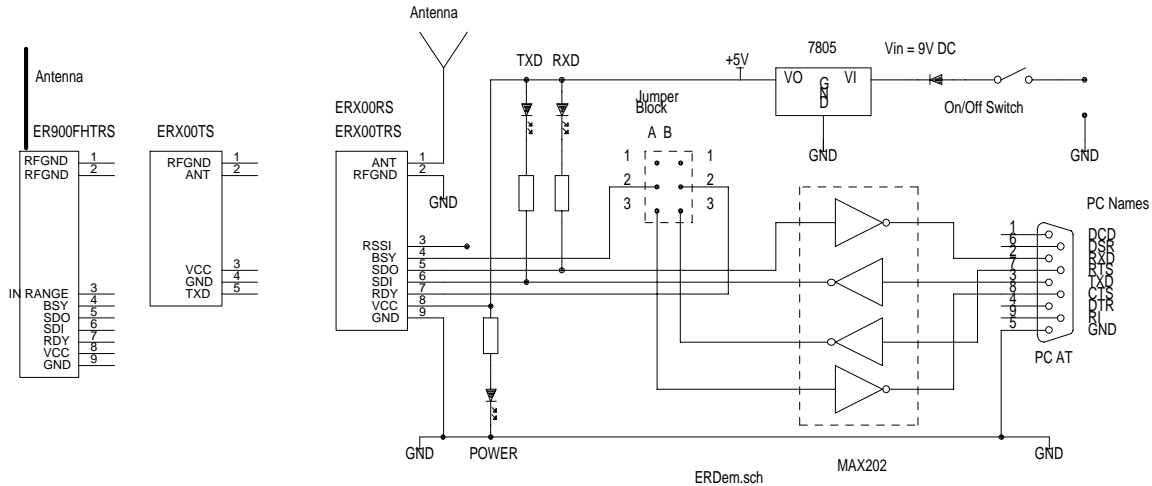 Antenna
7805
Vin = 9V DC
TXD RXD
+5V
VO
GND
VI
Antenna
Jumper
Block
On/Off Switch
ERX00RS
A B
ER900FHTRS
ERX00TS
ERX00TRS
GND
GND
RFGND 1
RFGND 2
RFGND 1
ANT 2
ANT 1
RFGND 2
GND
1 1
2 2
3 3
PC Names
RSSI 3
BSY 4
SDO 5
SDI 6
RDY 7
VCC 8
GND 9
VCC 3
GND 4
TXD 5
IN RANGE 3
BSY 4
SDO 5
SDI 6
RDY 7
VCC 8
GND 9
1 DCD
6 DSR
2 RXD
7 RTS
3 TXD
8 CTS
4 DTR
9 RI
5 GND
PC AT
GND
POWER
MAX202
GND
ERDem.sch